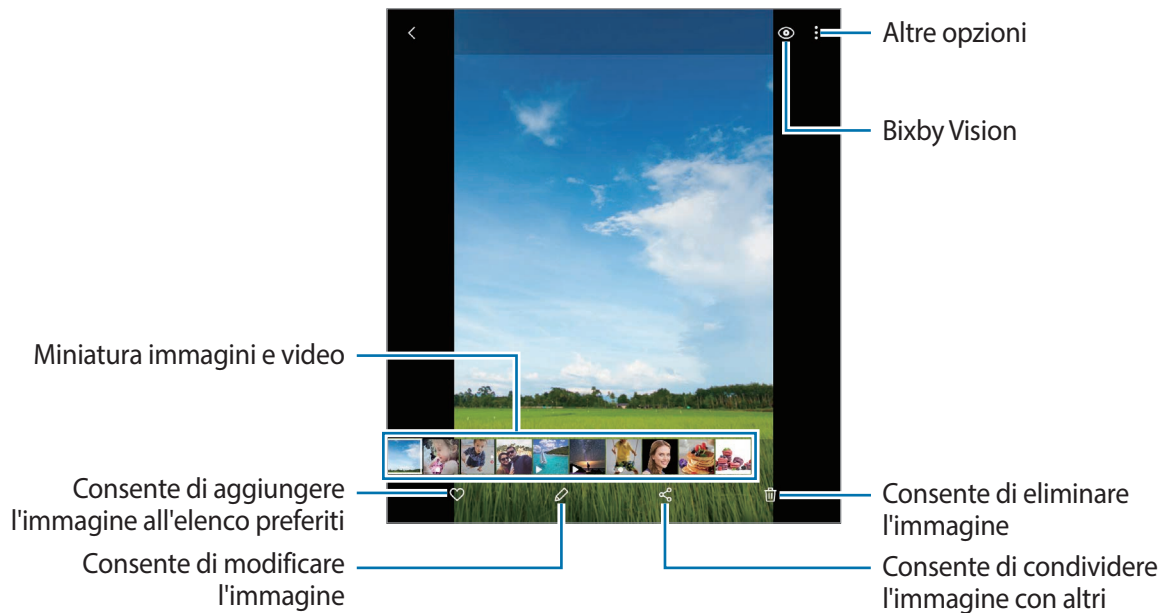 Altre opzioni
Bixby Vision
Miniatura immagini e video
Consente di aggiungere
l'immagine all'elenco preferiti
Consente di modificare
l'immagine
Consente di eliminare
l'immagine
Consente di condividere
l'immagine con altri